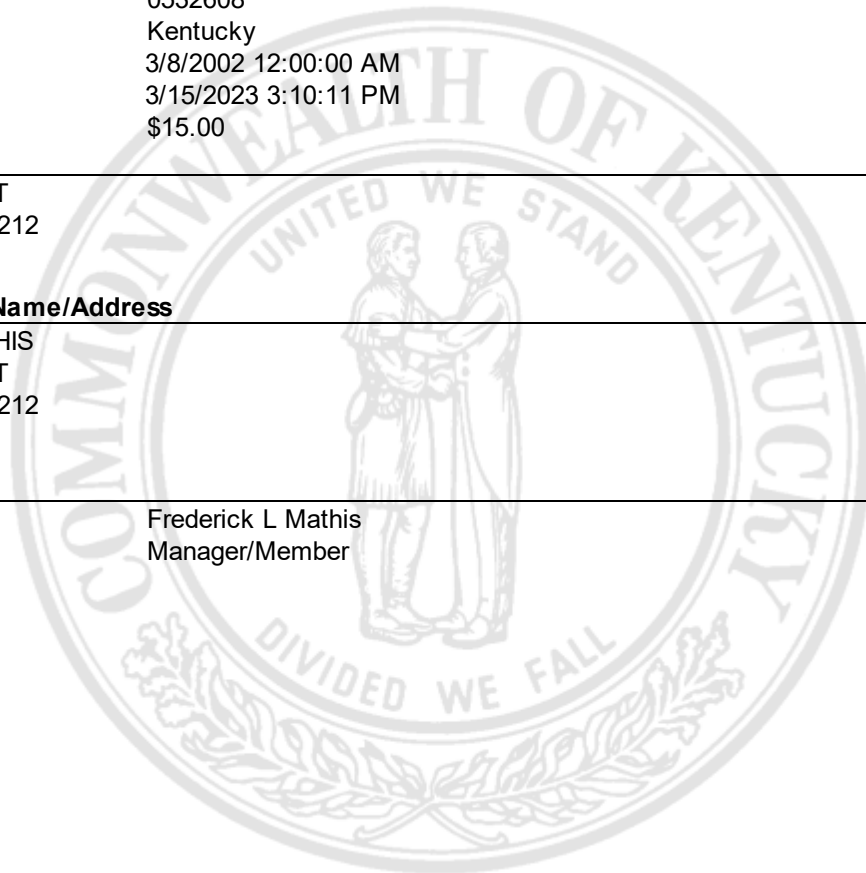 0532608
Kentucky
3/8/2002 12:00:00 AM
3/15/2023 3:10:11 PM
$15.00
T
212
Name/Address
HIS
T
212
Frederick L Mathis
Manager/Member
COMMONWEALTH OF KENTUCKY
UNITED WE STAND
DIVIDED WE FALL